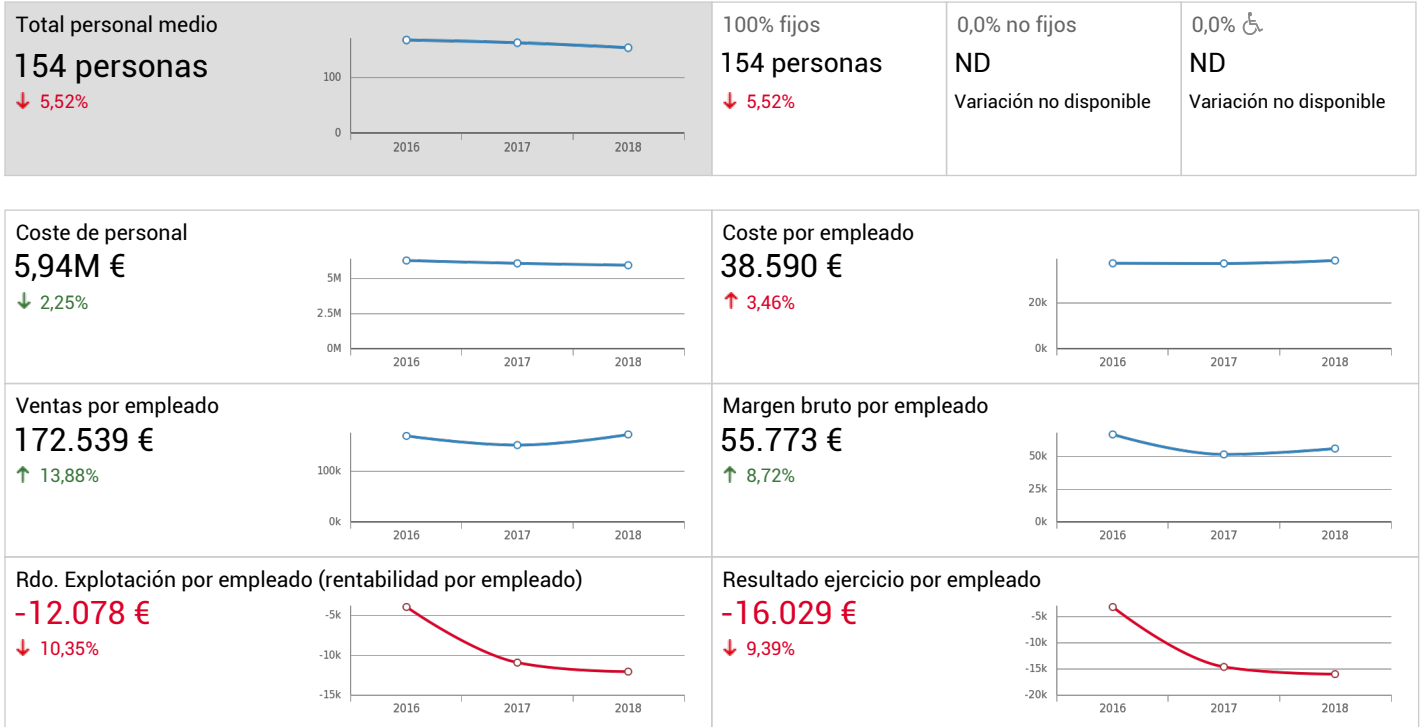 Total personal medio
154 personas
5,52%
100
0
2016 2017 2018
100% fijos
154 personas
5,52%
0,0% no fijos
ND
Variación no disponible
0,0%
ND
Variación no disponible
Coste de personal
5,94M €
2,25%
5M
2.5M
0M
2016 2017 2018
Coste por empleado
38.590 €
3,46%
20k
0k
2016 2017 2018
Ventas por empleado
172.539 €
13,88%
100k
0k
2016 2017 2018
Margen bruto por empleado
55.773 €
8,72%
50k
25k
0k
2016 2017 2018
Rdo. Explotación por empleado (rentabilidad por empleado)
-12.078 €
10,35%
-5k
-10k
-15k
2016 2017 2018
Resultado ejercicio por empleado
-16.029 €
9,39%
-5k
-10k
-15k
-20k
2016 2017 2018